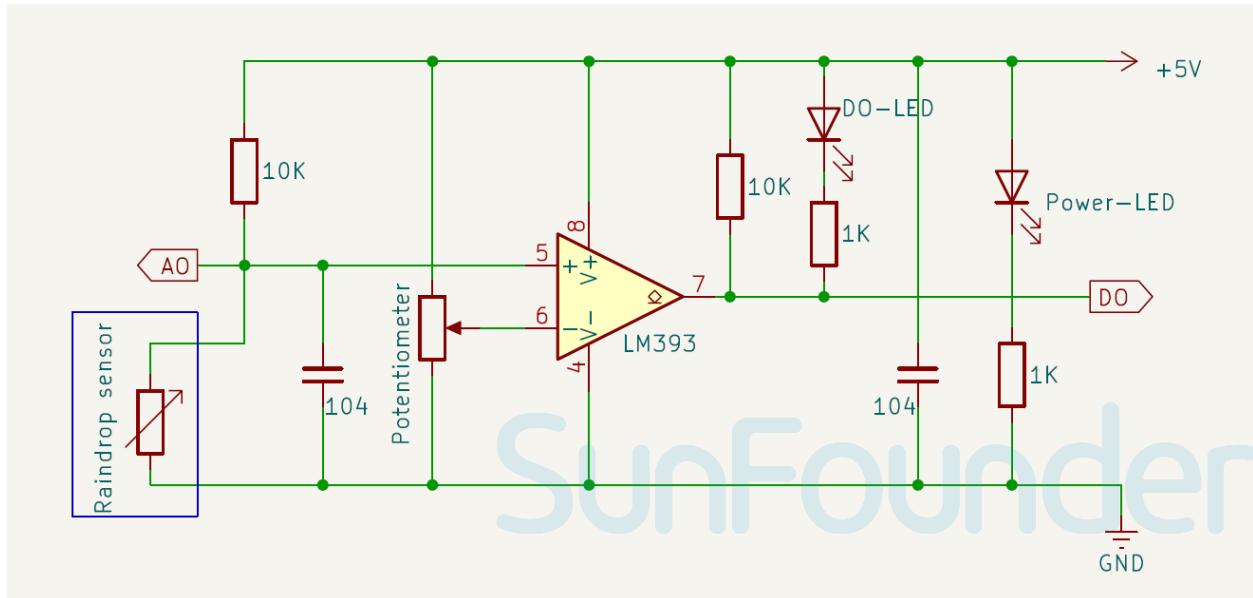 +5V
DO-LED
10K
10K
Power-LED
8
1K
5
AO
+
V+
7
DO
Potentiometer
6
−
V-
LM393
4
Raindrop sensor
104
104
1K
SunFounder
GND